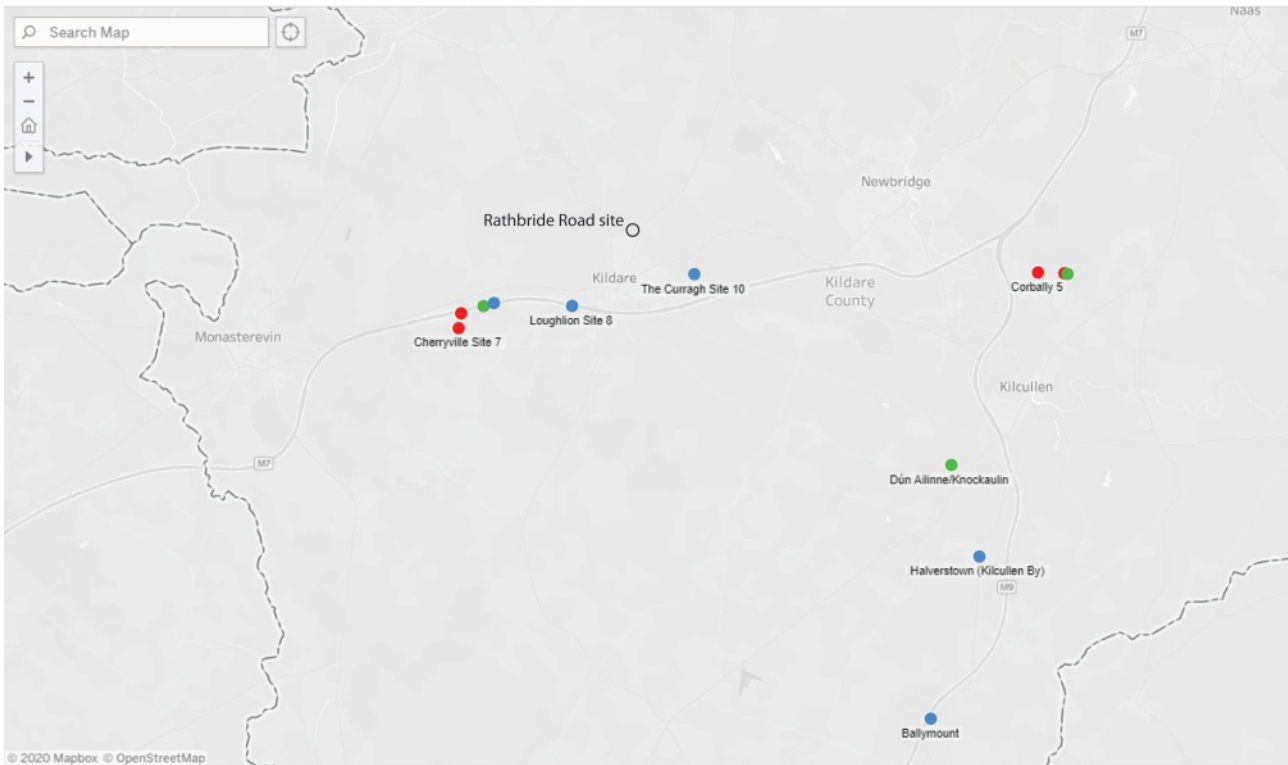 Search Map
Naas
M7
Newbridge
Rathbride Road site
Kildare
The Curragh Site 10
Kildare
County
Corbally 5
Loughlion Site 8
Monasterevin
Cherryville Site 7
Kilcullen
M7
Dún Ailinne/Knockaulin
Halverstown (Kilcullen By)
M9
Ballymount
© 2020 Mapbox © OpenStreetMap